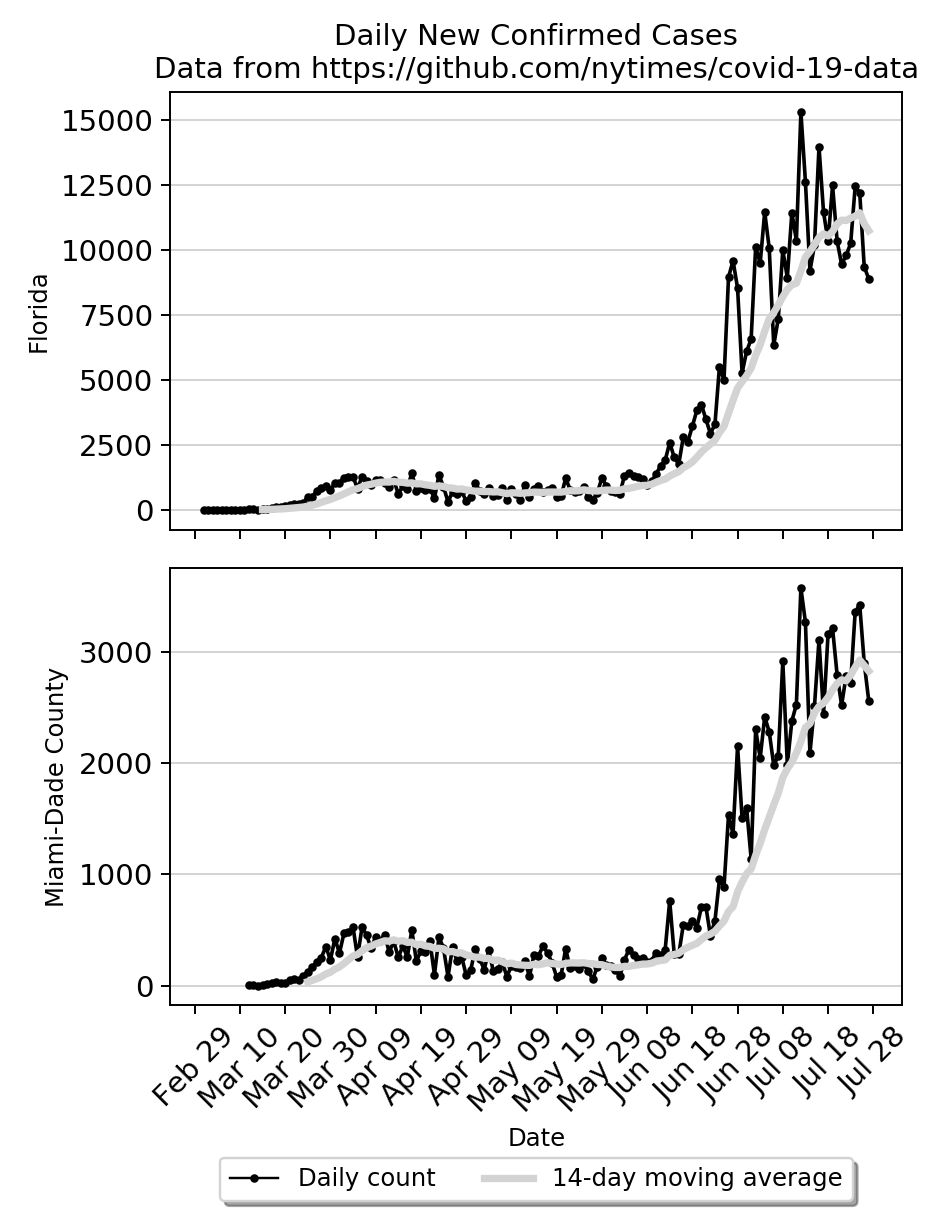 Daily New Confirmed Cases
Data from https://github.com/nytimes/covid-19-data
15000
12500
10000
7500
5000
2500
0
Florida
3000
2000
1000
0
Miami-Dade County
Feb 29
Mar 10
Mar 20
Mar 30
Apr 09
Apr 19
Apr 29
May 09
May 19
May 29
Jun 08
Jun 18
Jun 28
Jul 08
Jul 18
Jul 28
Date
Daily count
14-day moving average